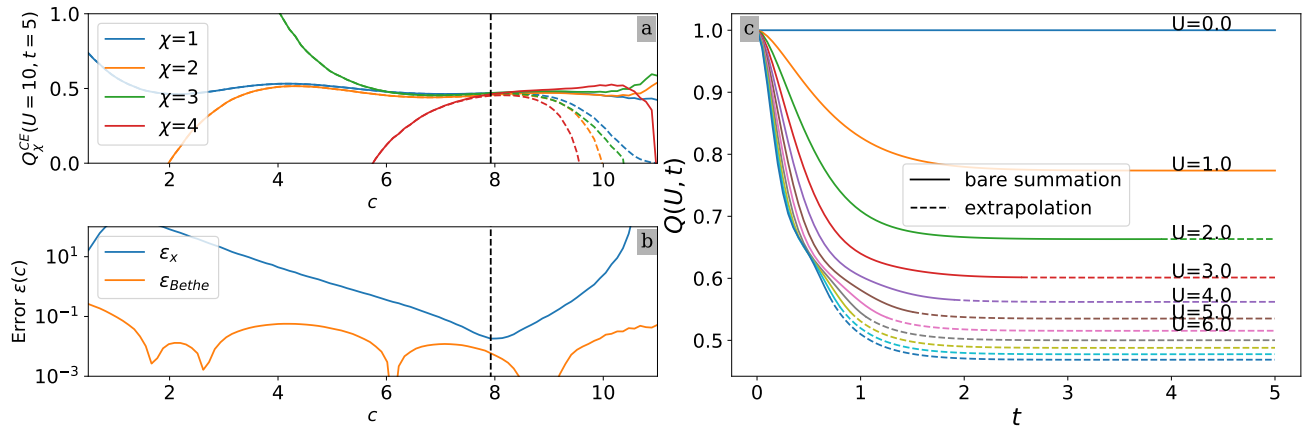 1.0
0.5
0.0
Q_χ^{CE}(U = 10, t = 5)
χ=1
χ=2
χ=3
χ=4
a
2 4 6 8 10
c
10^1
10^{-1}
10^{-3}
Error ε(c)
ε_x
ε_{Bethe}
b
2 4 6 8 10
c
1.0
0.9
0.8
0.7
0.6
0.5
Q(U, t)
c
U=0.0
U=1.0
bare summation
extrapolation
U=2.0
U=3.0
U=4.0
U=5.0
U=6.0
0 1 2 3 4 5
t